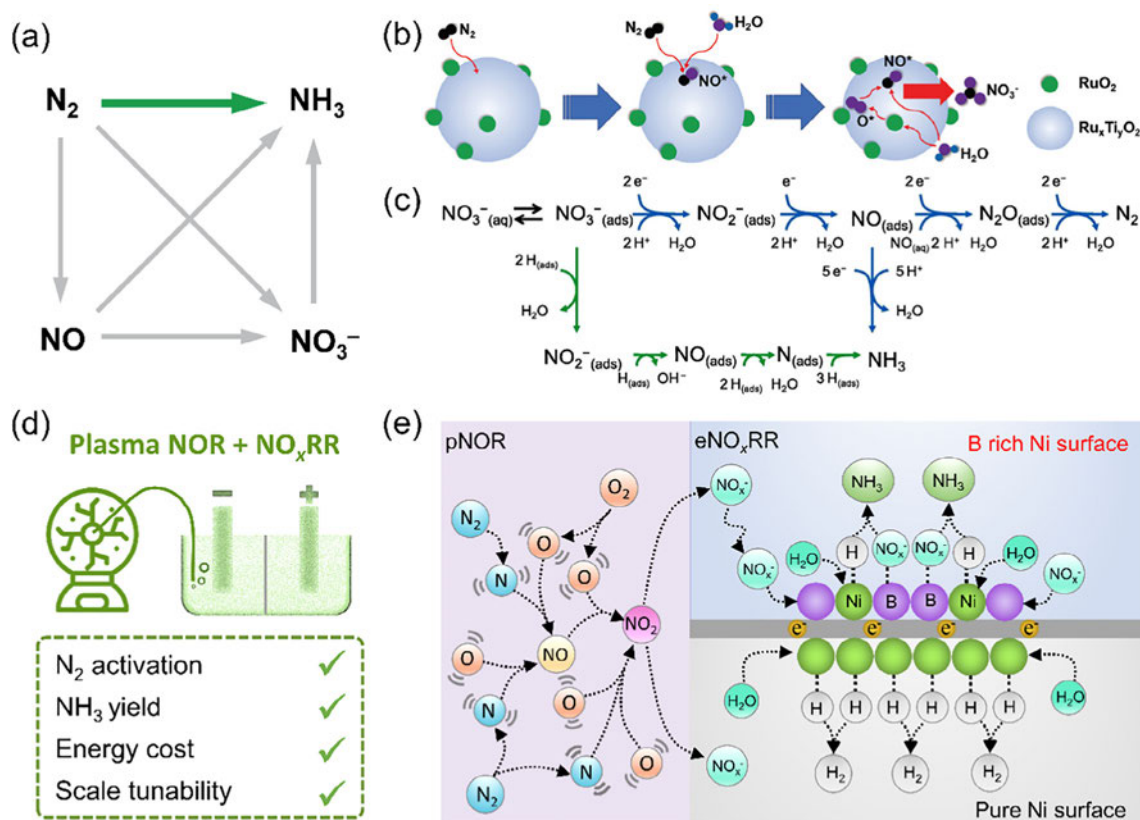 (a)
N₂ NH₃
NO NO₃⁻
(b)
N₂ N₂ H₂O
NO* NO* NO₃⁻
O* H₂O
RuO₂
RuₓTiᵧO₂
(c)
2e⁻ e⁻ 2e⁻ 2e⁻
NO₃⁻(aq) NO₃⁻(ads) NO₂⁻(ads) NO(ads) N₂O(ads) N₂
2H⁺ H₂O 2H⁺ H₂O NO(aq) 2H⁺ H₂O 2H⁺ H₂O
2H(ads) 5e⁻ 5H⁺
H₂O H₂O
NO₂⁻(ads) NO(ads) N(ads) NH₃
H(ads) OH⁻ 2H(ads) H₂O 3H(ads)
(d)
Plasma NOR + NOₓRR
N₂ activation
NH₃ yield
Energy cost
Scale tunability
(e)
pNOR
N₂ O₂
O
N O
NO NO₂
O
N O
N₂ N O
NOₓ⁻
eNOₓRR
B rich Ni surface
NOₓ⁻ NH₃ NH₃
NOₓ⁻ H₂O H NOₓ⁻ NOₓ⁻ H H₂O NOₓ⁻
Ni B B Ni
e⁻ e⁻ e⁻ e⁻
H₂O H H H H H H H₂O
H₂ H₂ H₂
Pure Ni surface